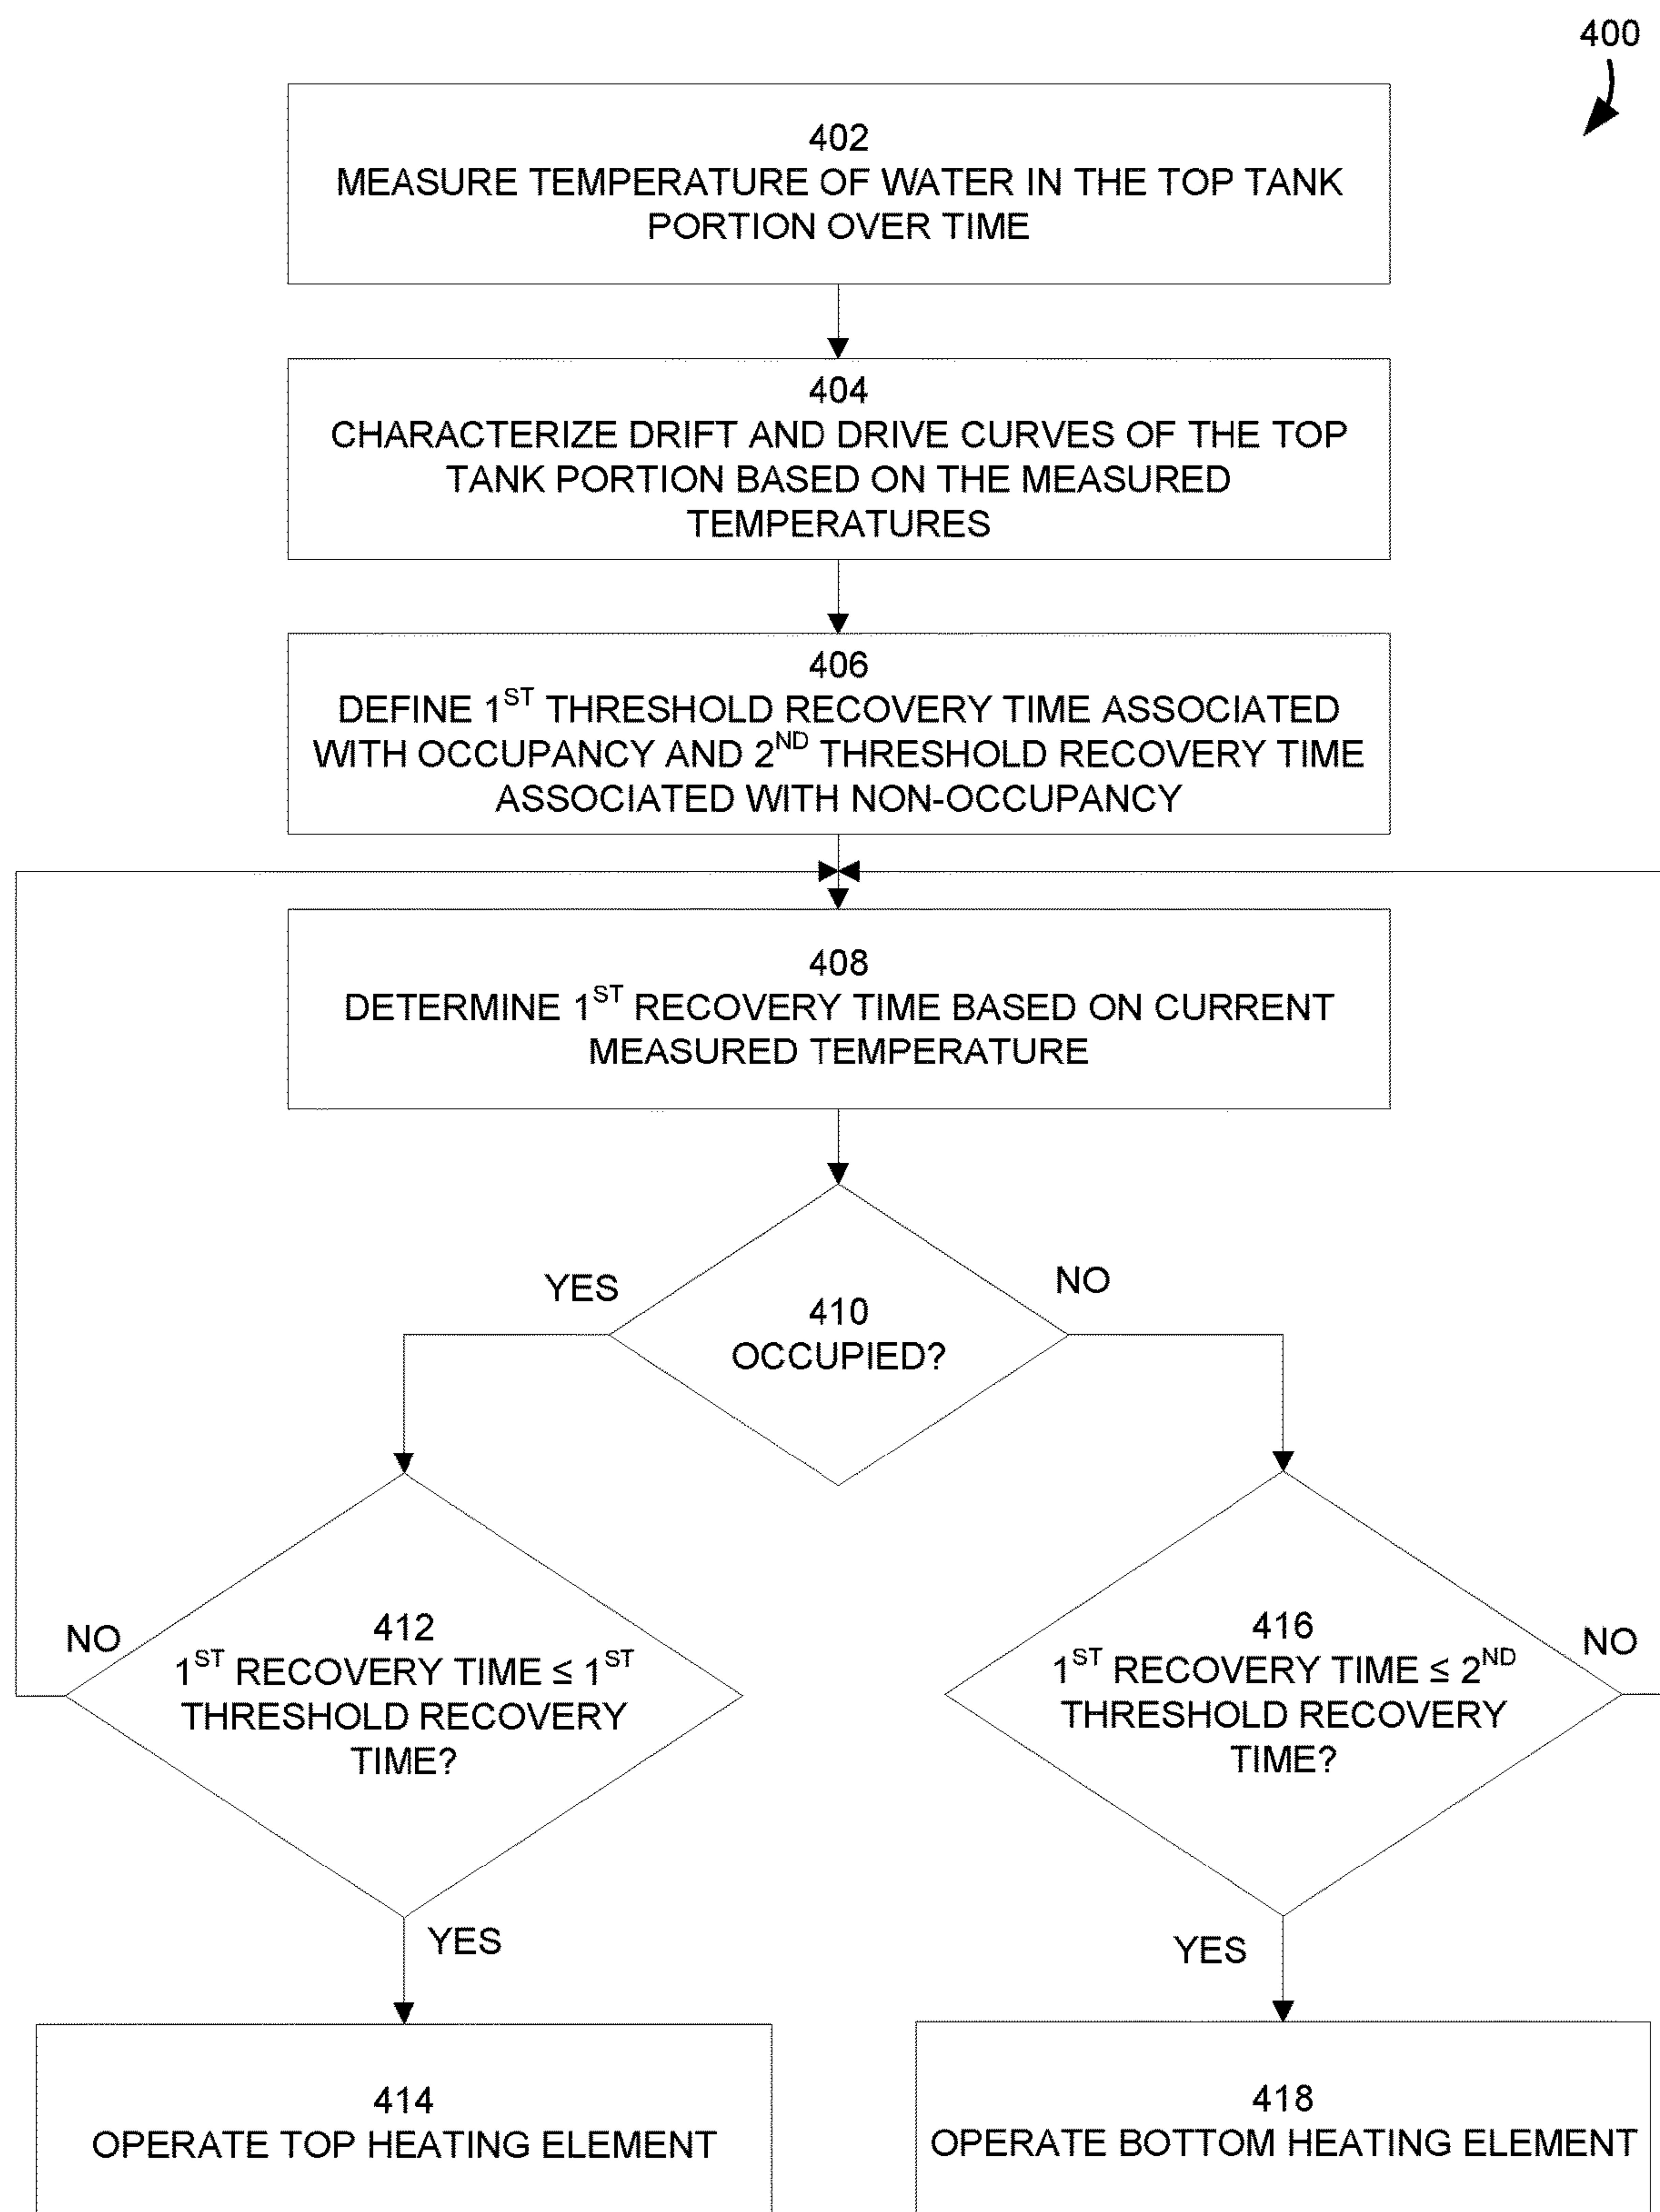 400
402
MEASURE TEMPERATURE OF WATER IN THE TOP TANK
PORTION OVER TIME
404
CHARACTERIZE DRIFT AND DRIVE CURVES OF THE TOP
TANK PORTION BASED ON THE MEASURED
TEMPERATURES
406
DEFINE 1ST THRESHOLD RECOVERY TIME ASSOCIATED
WITH OCCUPANCY AND 2ND THRESHOLD RECOVERY TIME
ASSOCIATED WITH NON-OCCUPANCY
408
DETERMINE 1ST RECOVERY TIME BASED ON CURRENT
MEASURED TEMPERATURE
YES
NO
410
OCCUPIED?
NO
412
1ST RECOVERY TIME ≤ 1ST
THRESHOLD RECOVERY
TIME?
YES
416
1ST RECOVERY TIME ≤ 2ND
THRESHOLD RECOVERY
TIME?
NO
YES
414
OPERATE TOP HEATING ELEMENT
418
OPERATE BOTTOM HEATING ELEMENT